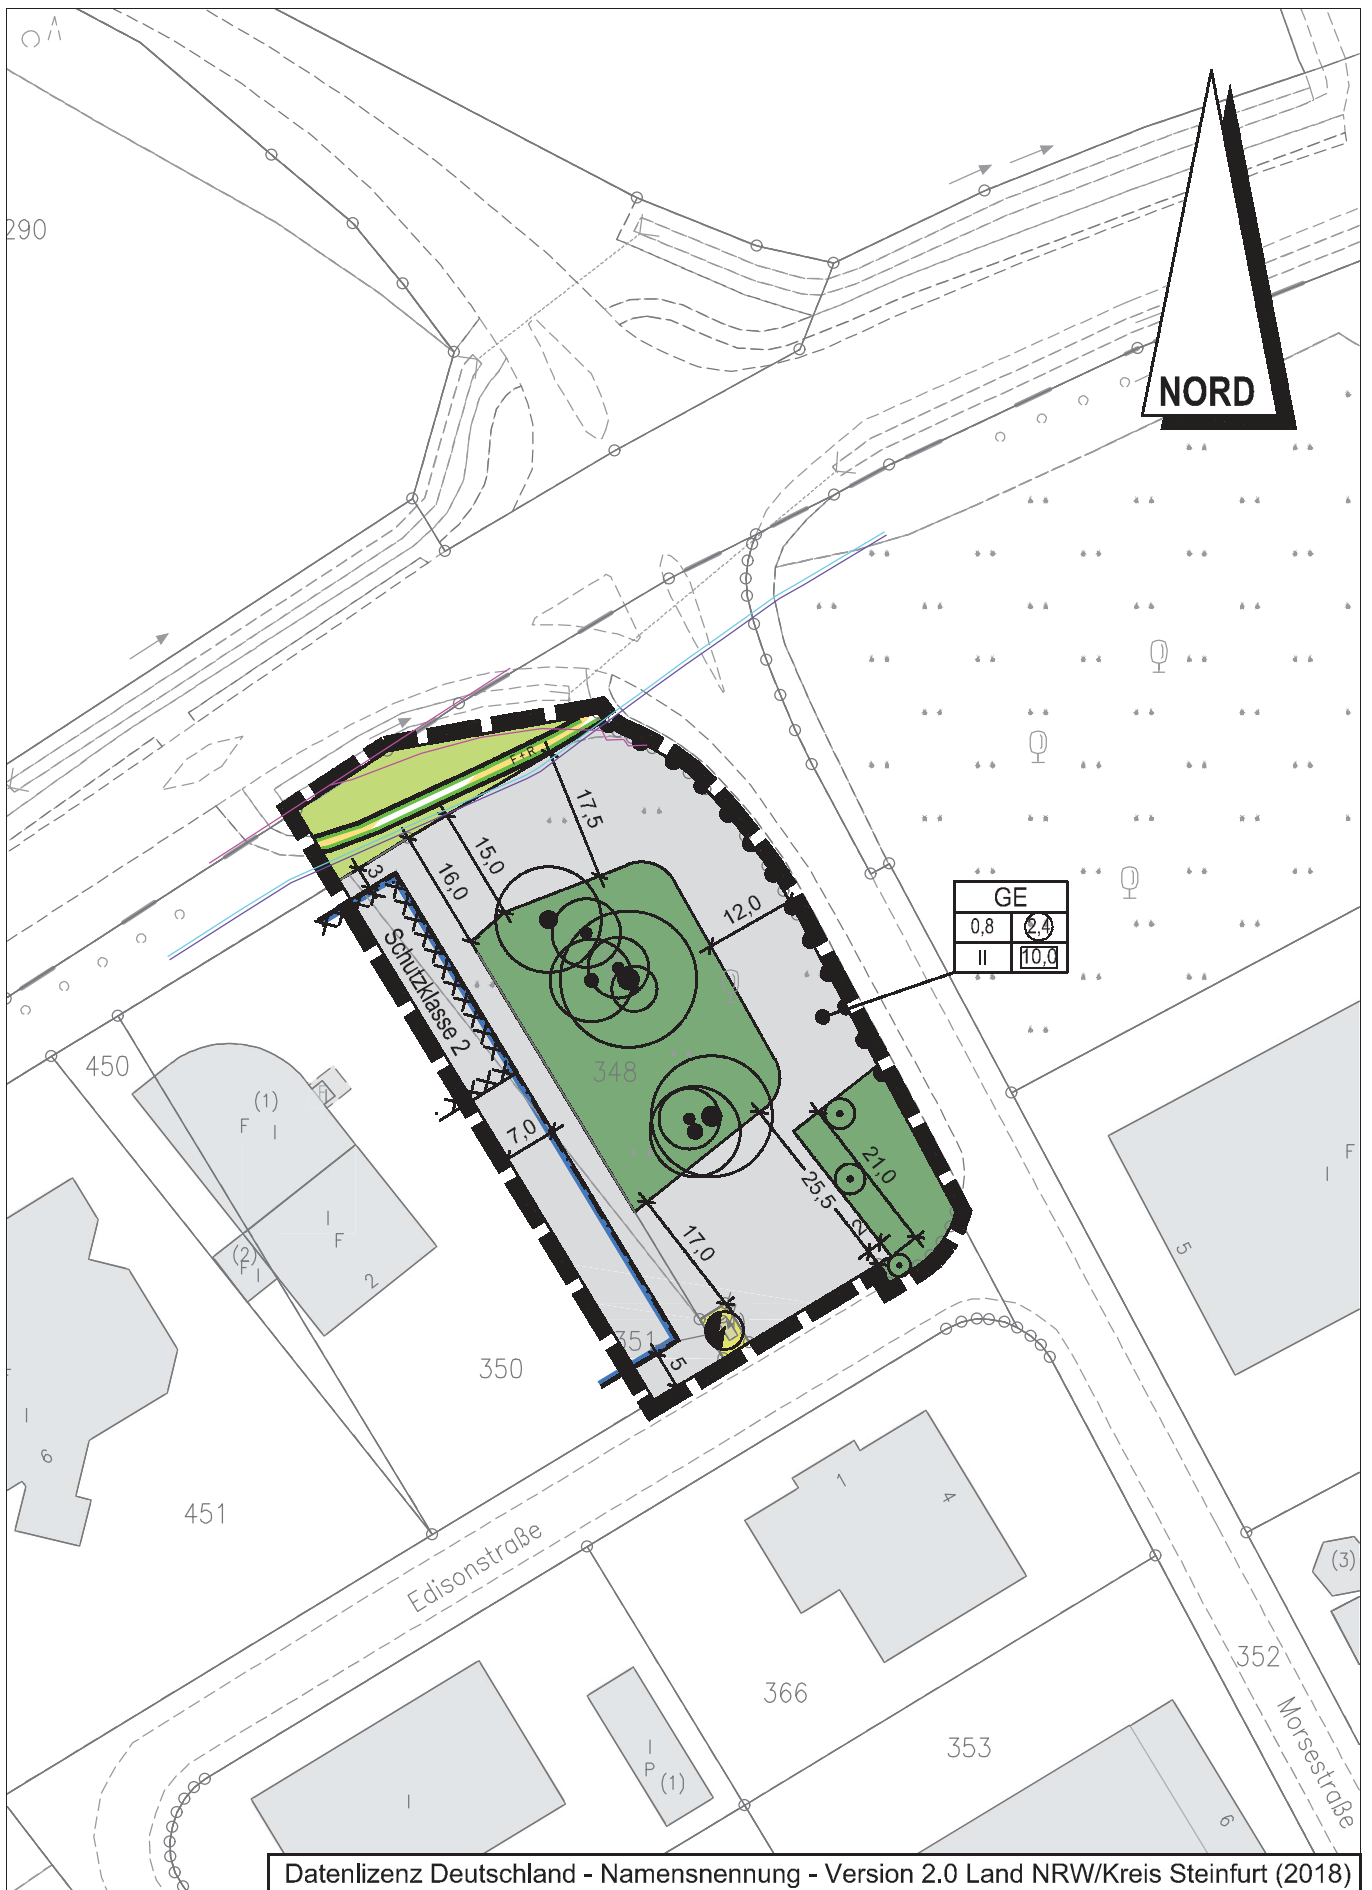 290
NORD
F+R
17,5
15,0
16,0
3
12,0
GE
0,8 2,4
II 10,0
Schutzklasse 2
450
(1)
F
I
348
7,0
21,0
25,5
2
17,0
I
F
(2)
F I
2
5
F
I
351
5
350
I
6
451
Edisonstraße
1
4
(3)
352
366
353
Morsestraße
I
I
P (1)
6
Datenlizenz Deutschland - Namensnennung - Version 2.0 Land NRW/Kreis Steinfurt (2018)